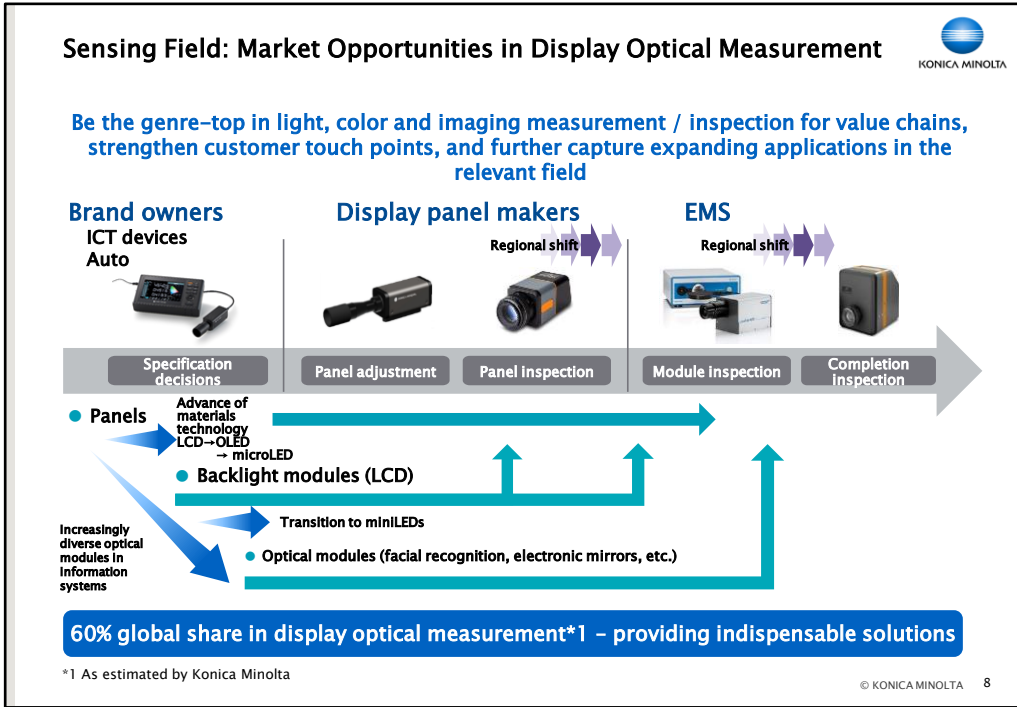 Sensing Field: Market Opportunities in Display Optical Measurement
KONICA MINOLTA
Be the genre-top in light, color and imaging measurement / inspection for value chains,
strengthen customer touch points, and further capture expanding applications in the
relevant field
Brand owners
ICT devices
Auto
Display panel makers
Regional shift
EMS
Regional shift
Specification
decisions
Panel adjustment
Panel inspection
Module inspection
Completion
inspection
● Panels
Advance of
materials
technology
LCD→OLED
→ microLED
● Backlight modules (LCD)
Transition to miniLEDs
Increasingly
diverse optical
modules in
information
systems
● Optical modules (facial recognition, electronic mirrors, etc.)
60% global share in display optical measurement*1 – providing indispensable solutions
*1 As estimated by Konica Minolta
© KONICA MINOLTA
8